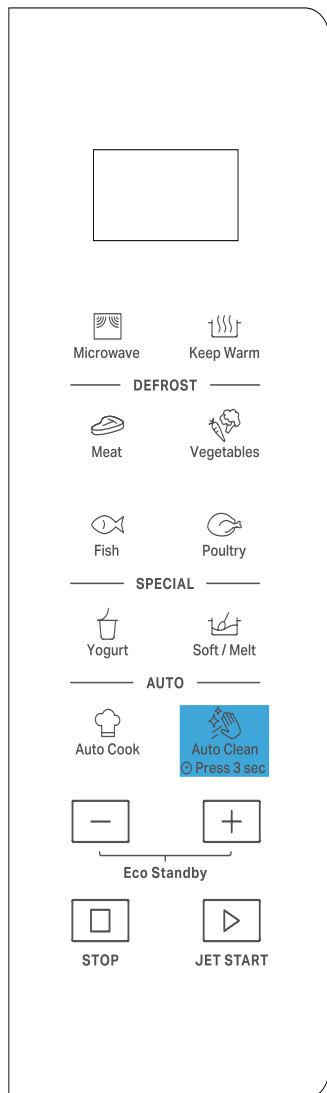 Microwave Keep Warm
DEFROST
Meat Vegetables
Fish Poultry
SPECIAL
Yogurt Soft / Melt
AUTO
Auto Cook Auto Clean
Press 3 sec
Eco Standby
STOP JET START